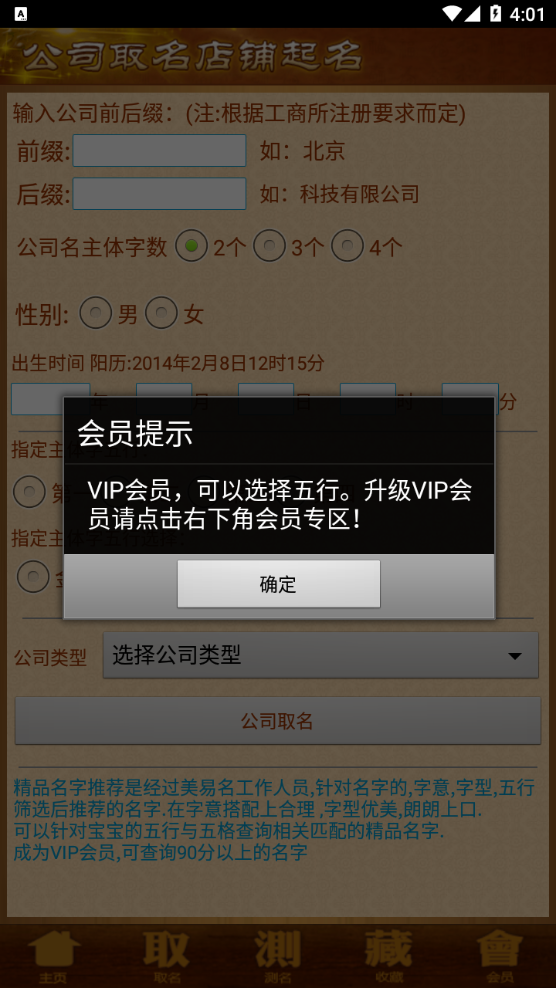 4:01
公司取名店铺起名
输入公司前后缀：(注:根据工商所注册要求而定)
前缀: 如：北京
后缀: 如：科技有限公司
公司名主体字数 2个 3个 4个
性别: 男 女
出生时间 阳历:2014年2月8日12时15分
年 月 日 时 分
指定主
第一
会员提示
VIP会员，可以选择五行。升级VIP会
员请点击右下角会员专区！
指定主
确定
公司类型 选择公司类型
公司取名
精品名字推荐是经过美易名工作人员,针对名字的,字意,字型,五行
筛选后推荐的名字.在字意搭配上合理 ,字型优美,朗朗上口.
可以针对宝宝的五行与五格查询相关匹配的精品名字.
成为VIP会员,可查询90分以上的名字
取 测 藏 會
主页 取名 测名 收藏 会员